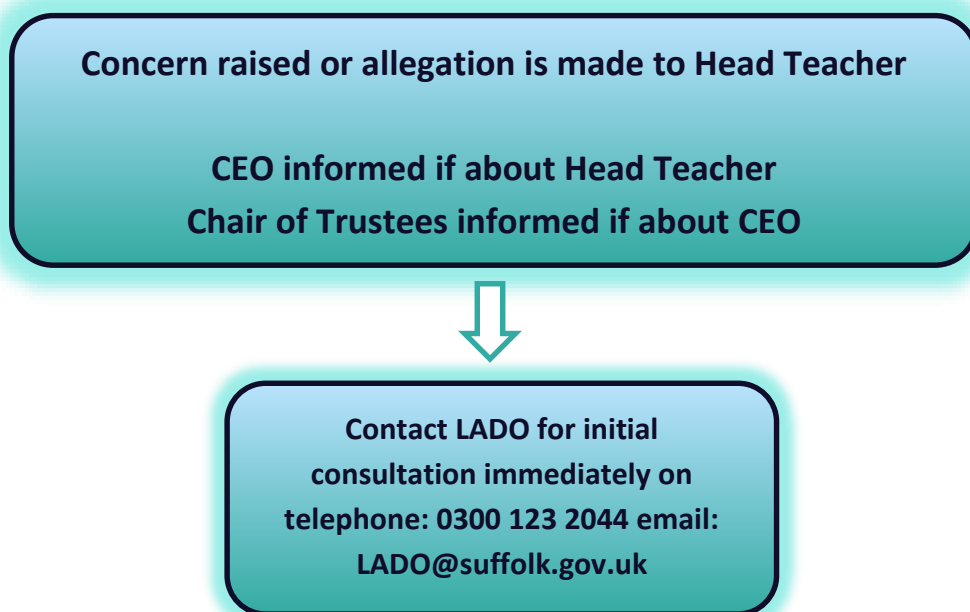 Concern raised or allegation is made to Head Teacher
CEO informed if about Head Teacher
Chair of Trustees informed if about CEO
Contact LADO for initial
consultation immediately on
telephone: 0300 123 2044 email:
LADO@suffolk.gov.uk